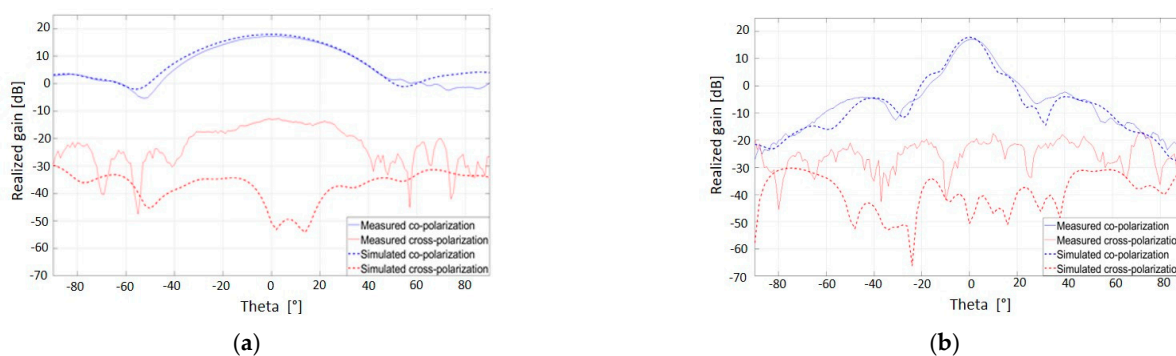 20
10
0
-10
-20
-30
-40
-50
-60
-70
Realized gain [dB]
-80 -60 -40 -20 0 20 40 60 80
Theta [°]
Measured co-polarization
Measured cross-polarization
Simulated co-polarization
Simulated cross-polarization
(a)
20
10
0
-10
-20
-30
-40
-50
-60
-70
Realized gain [dB]
-80 -60 -40 -20 0 20 40 60 80
Theta [°]
Measured co-polarization
Measured cross-polarization
Simulated co-polarization
Simulated cross-polarization
(b)